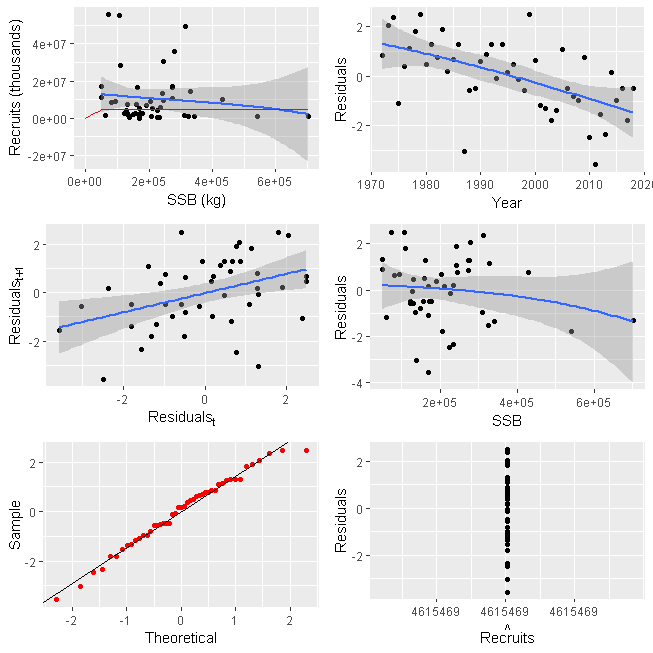 Recruits (thousands)
4e+07
2e+07
0e+00
-2e+07
0e+00 2e+05 4e+05 6e+05
SSB (kg)
Residuals
2
0
-2
1970 1980 1990 2000 2010 2020
Year
Residuals t+1
2
0
-2
-2 0 2
Residuals t
Residuals
2
0
-2
-4
2e+05 4e+05 6e+05
SSB
Sample
2
0
-2
-2 -1 0 1 2
Theoretical
Residuals
2
0
-2
4615469 4615469 4615469
^
Recruits